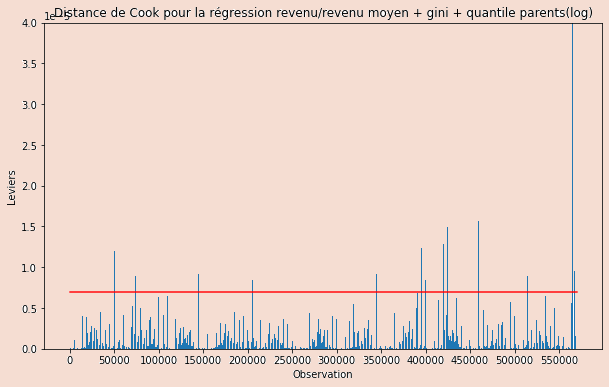 Distance de Cook pour la régression revenu/revenu moyen + gini + quantile parents(log)
1e−5
4.0
3.5
3.0
2.5
2.0
1.5
1.0
0.5
0.0
Leviers
0 50000 100000 150000 200000 250000 300000 350000 400000 450000 500000 550000
Observation